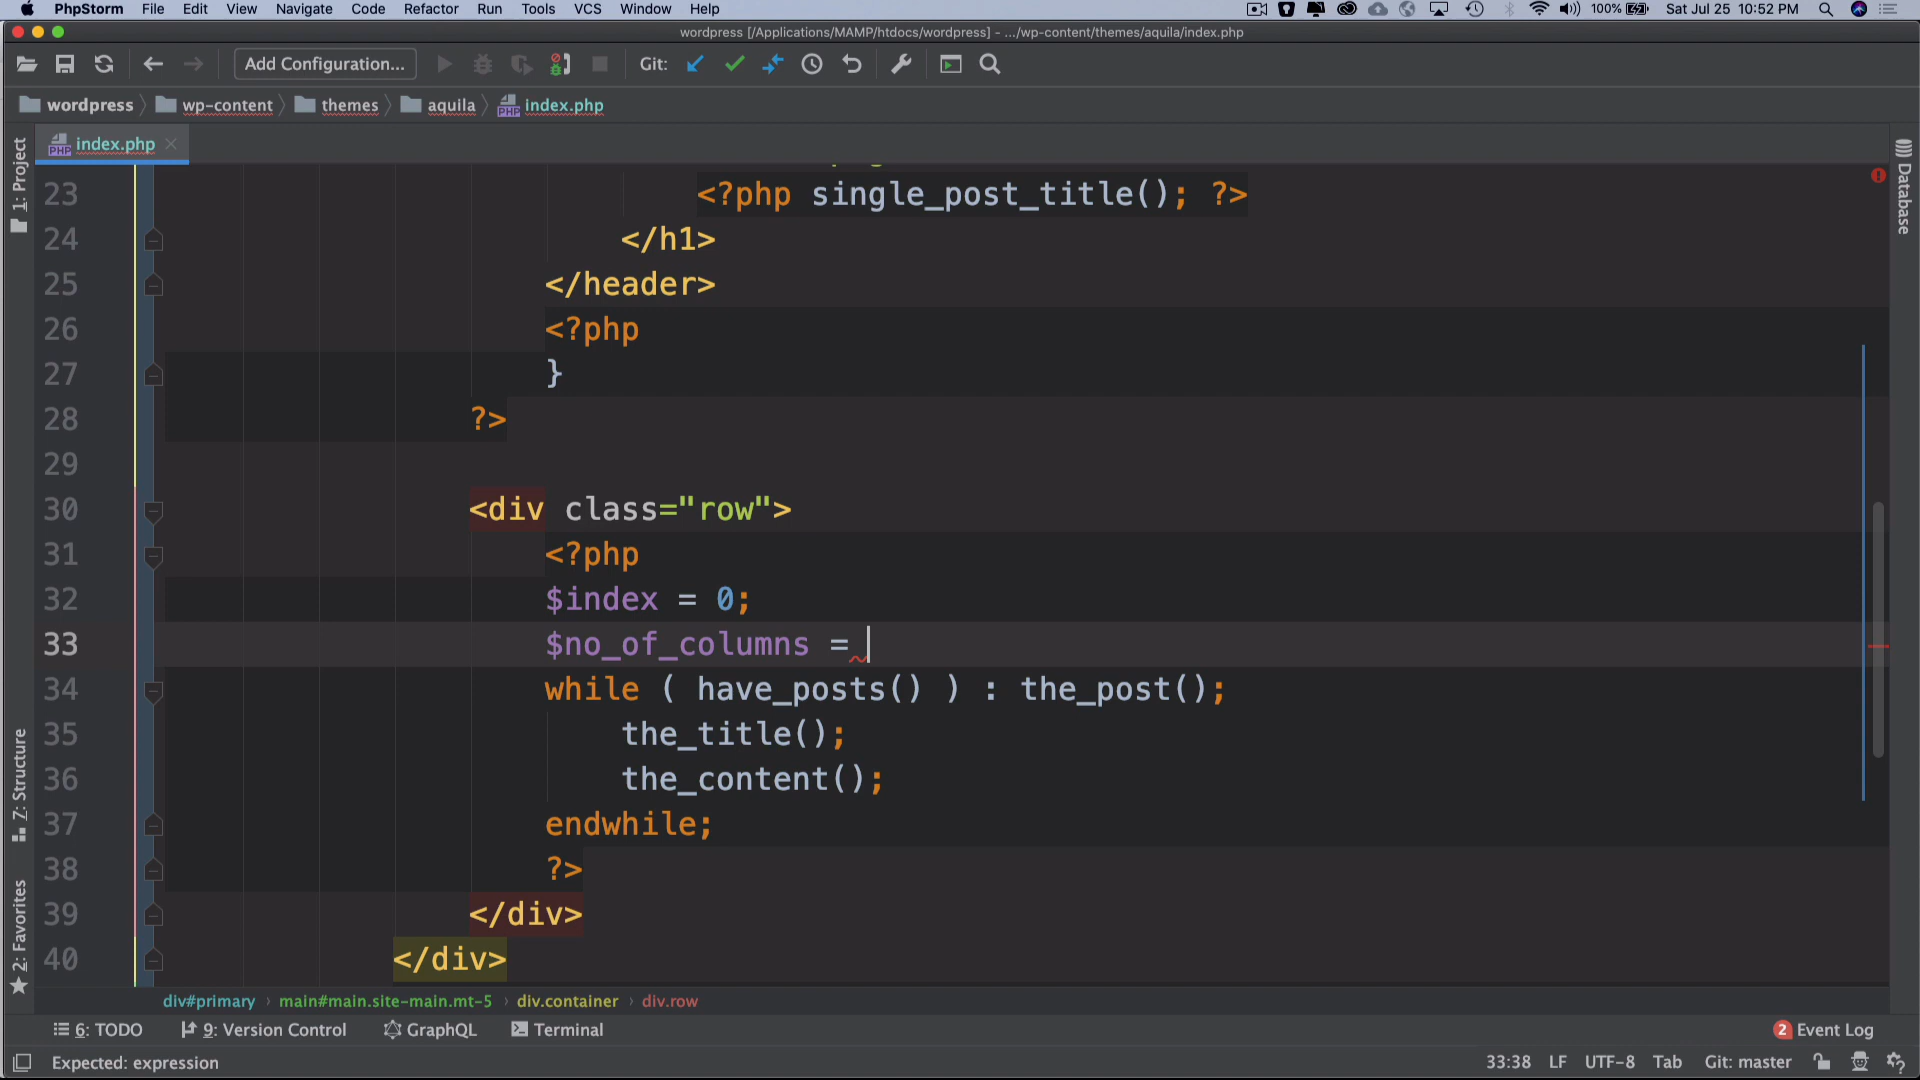 PhpStorm File Edit View Navigate Code Refactor Run Tools VCS Window Help 100% Sat Jul 25 10:52 PM
wordpress [/Applications/MAMP/htdocs/wordpress] - .../wp-content/themes/aquila/index.php
Add Configuration... Git:
wordpress wp-content themes aquila index.php
index.php
1: Project
Database
23 <?php single_post_title(); ?>
24 </h1>
25 </header>
26 <?php
27 }
28 ?>
29
30 <div class="row">
31 <?php
32 $index = 0;
33 $no_of_columns =
34 while ( have_posts() ) : the_post();
35 the_title();
36 the_content();
37 endwhile;
38 ?>
39 </div>
40 </div>
Z: Structure
2: Favorites
div#primary › main#main.site-main.mt-5 › div.container › div.row
6: TODO 9: Version Control GraphQL Terminal 2 Event Log
Expected: expression 33:38 LF UTF-8 Tab Git: master